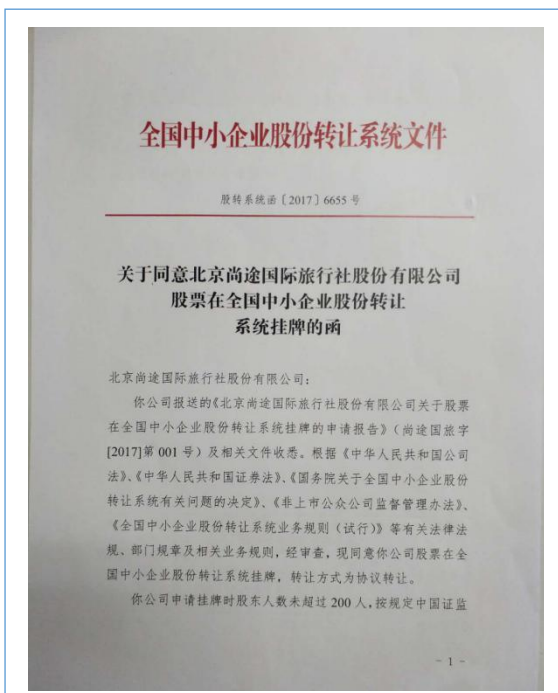 全国中小企业股份转让系统文件
股转系统函〔2017〕6655 号
关于同意北京尚途国际旅行社股份有限公司
股票在全国中小企业股份转让
系统挂牌的函
北京尚途国际旅行社股份有限公司：
你公司报送的《北京尚途国际旅行社股份有限公司关于股票
在全国中小企业股份转让系统挂牌的申请报告》（尚途国旅字
[2017]第 001 号）及相关文件收悉。根据《中华人民共和国公司
法》、《中华人民共和国证券法》、《国务院关于全国中小企业股份
转让系统有关问题的决定》、《非上市公众公司监督管理办法》、
《全国中小企业股份转让系统业务规则（试行）》等有关法律法
规、部门规章及相关业务规则，经审查，现同意你公司股票在全
国中小企业股份转让系统挂牌，转让方式为协议转让。
你公司申请挂牌时股东人数未超过 200 人，按规定中国证监
- 1 -